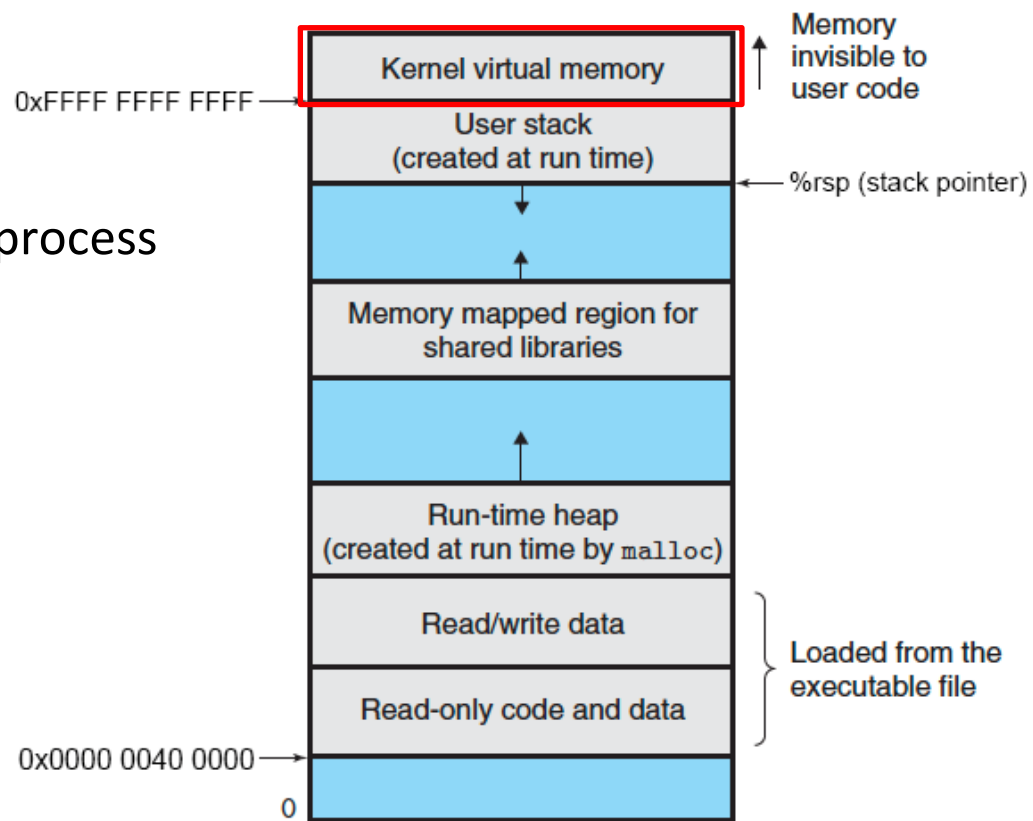 Memory
invisible to
user code
Kernel virtual memory
0xFFFF FFFF FFFF
User stack
(created at run time)
%rsp (stack pointer)
process
Memory mapped region for
shared libraries
Run-time heap
(created at run time by malloc)
Read/write data
Loaded from the
executable file
Read-only code and data
0x0000 0040 0000
0